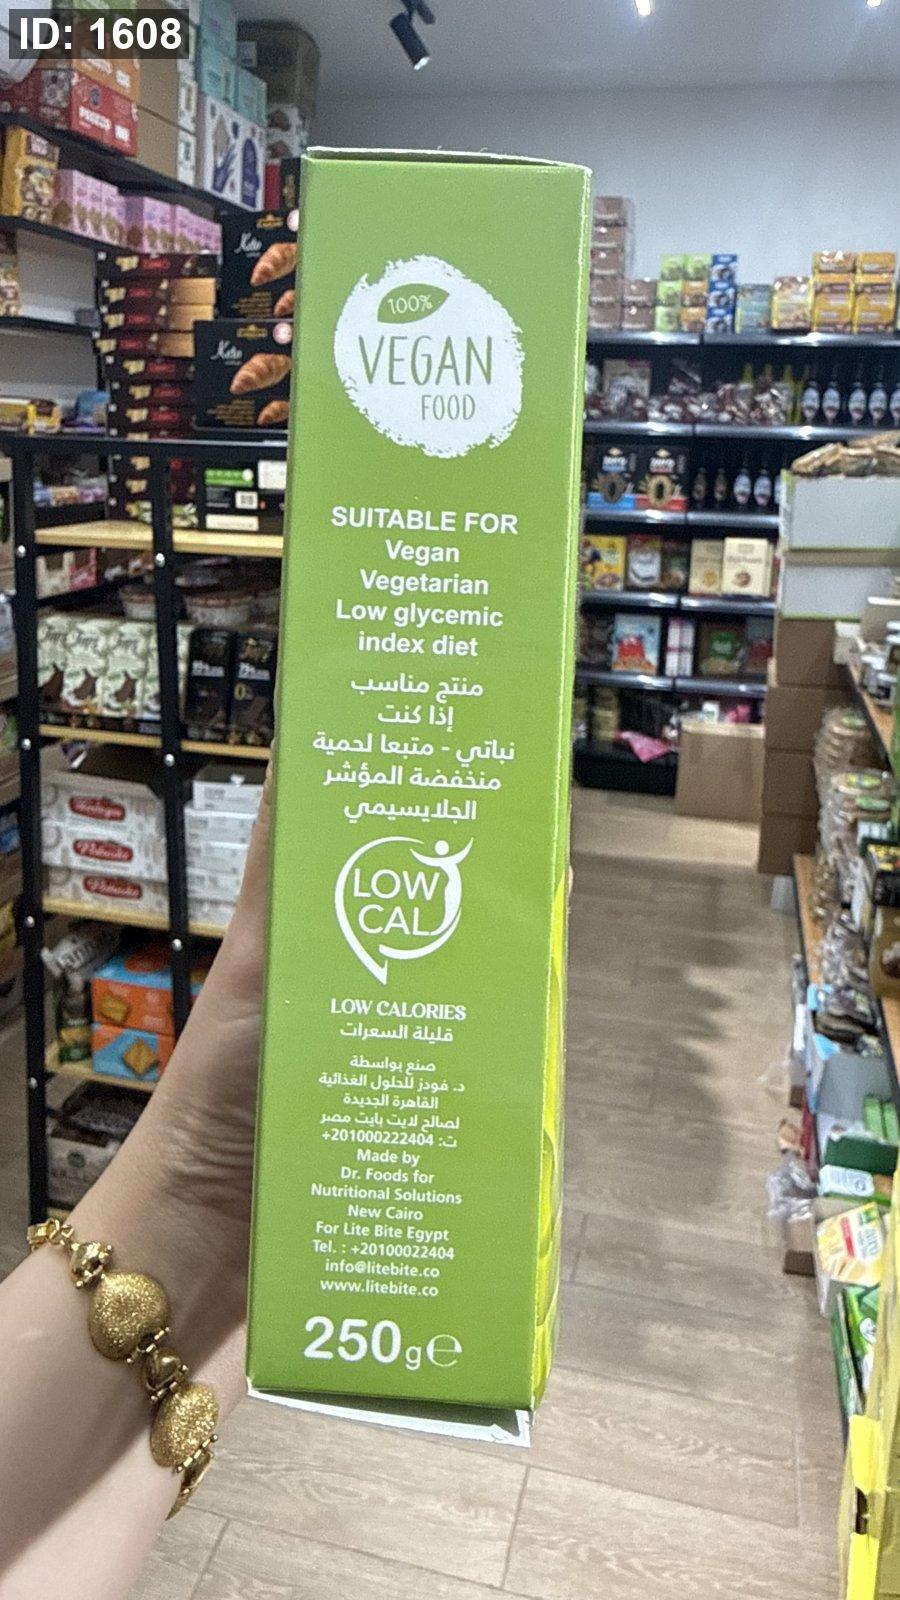 ID: 1608
100%
VEGAN
FOOD
SUITABLE FOR
Vegan
Vegetarian
Low glycemic
index diet
منتج مناسب
إذا كنت
نباتي - متبعا لحمية
منخفضة المؤشر
الجلايسيمي
LOW
CAL
LOW CALORIES
قليلة السعرات
صنع بواسطة
د. فودز للحلول الغذائية
القاهرة الجديدة
لصالح لايت بايت مصر
ت: 201000222404+
Made by
Dr. Foods for
Nutritional Solutions
New Cairo
For Lite Bite Egypt
Tel. : +20100022404
info@litebite.co
www.litebite.co
250g℮
Keto
Keto